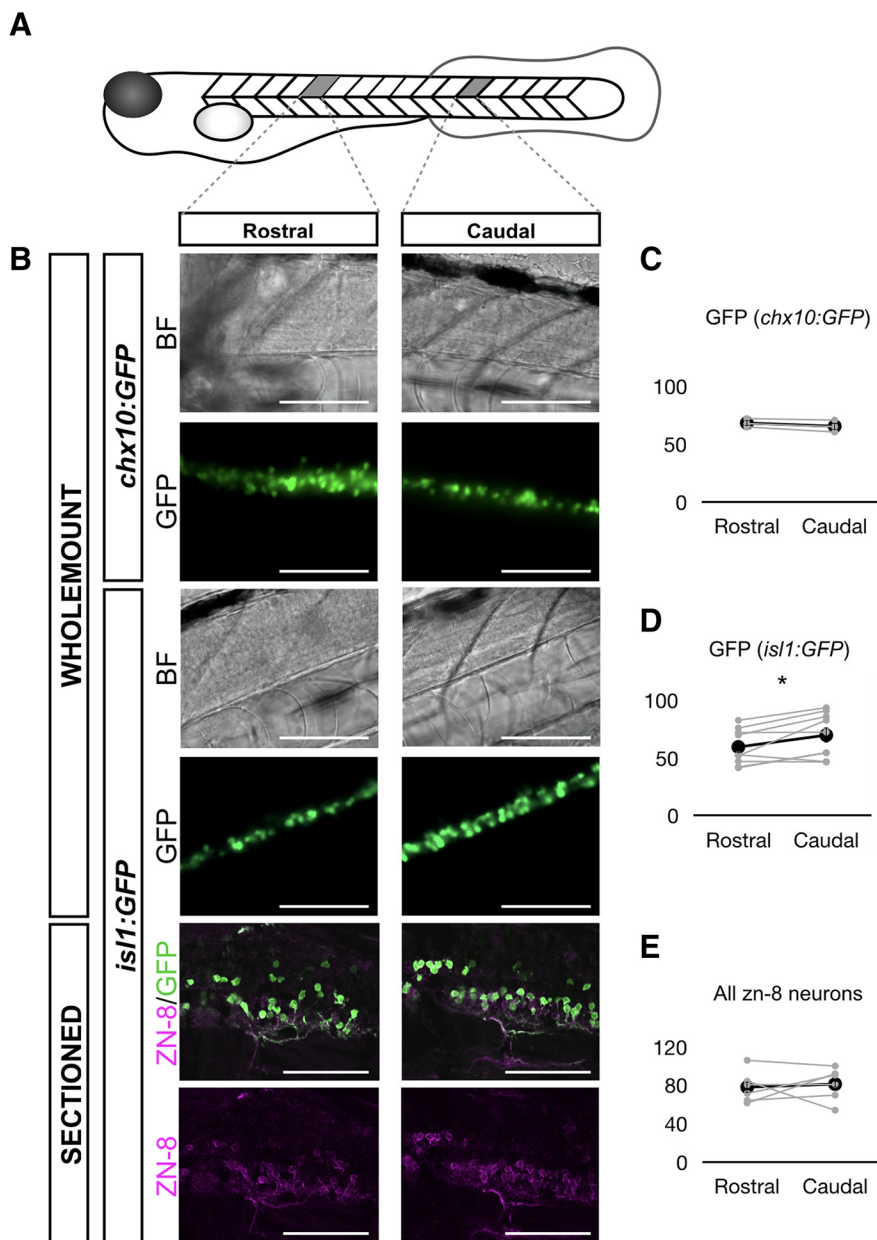 A
Rostral
Caudal
B
WHOLEMOUNT
SECTIONED
chx10:GFP
isl1:GFP
BF
GFP
BF
GFP
ZN-8/GFP
ZN-8
C
GFP (chx10:GFP)
100
50
0
Rostral Caudal
D
GFP (isl1:GFP)
*
100
50
0
Rostral Caudal
E
All zn-8 neurons
120
80
40
0
Rostral Caudal